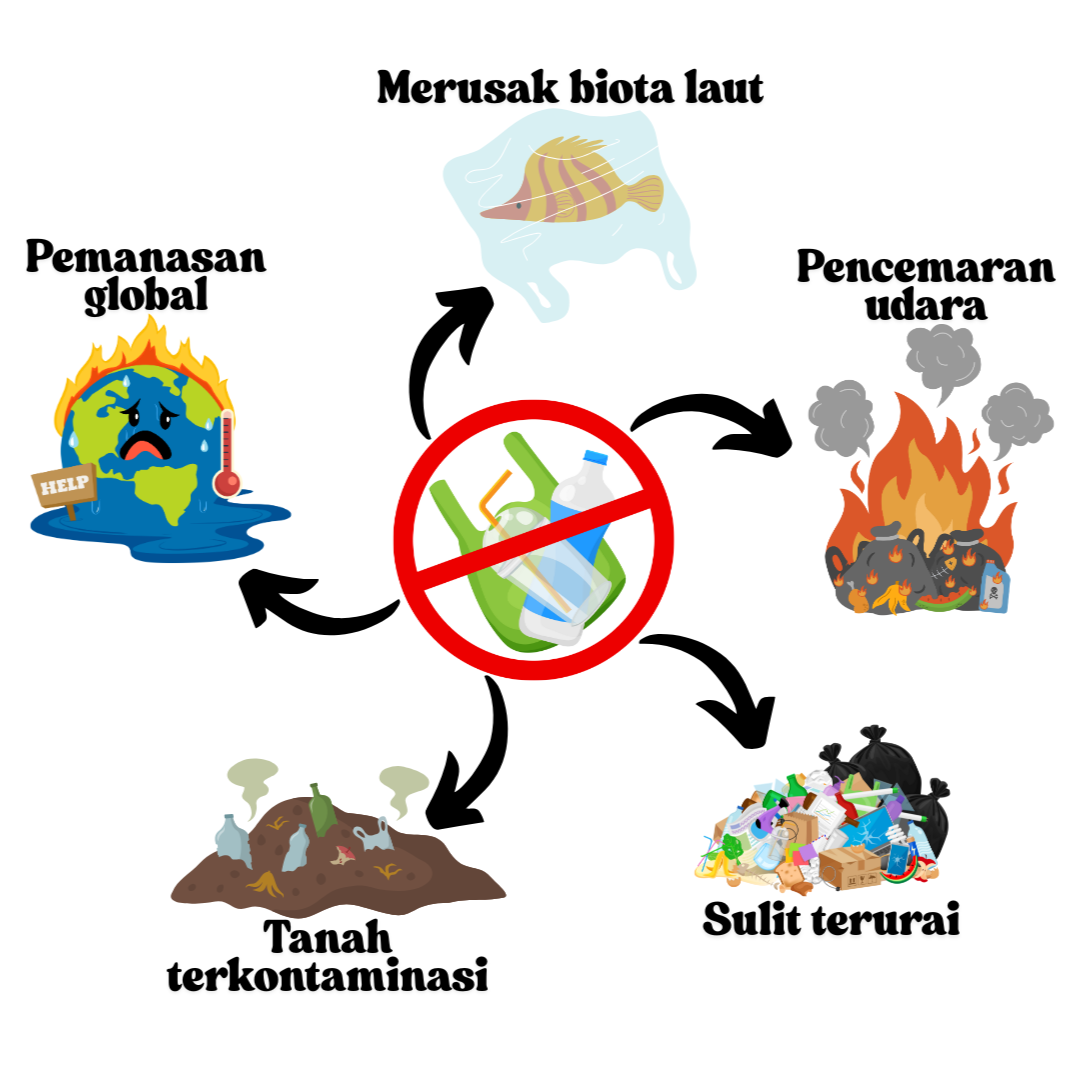 Merusak biota laut
Pemanasan
global
Pencemaran
udara
HELP
Sulit terurai
Tanah
terkontaminasi